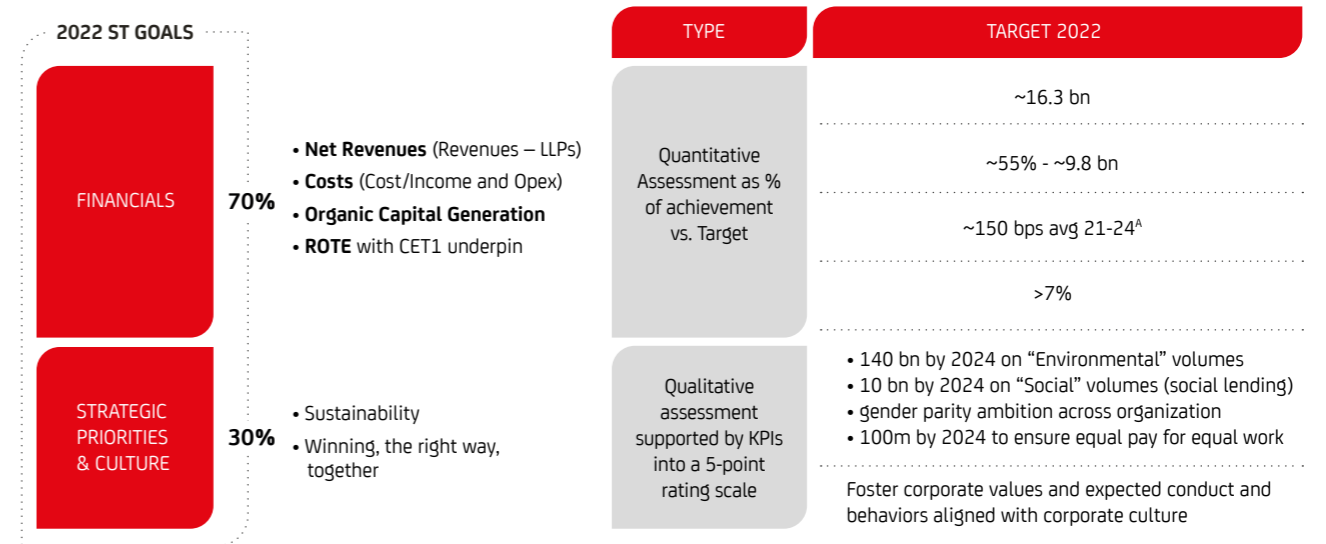 2022 ST GOALS
TYPE
TARGET 2022
FINANCIALS
70%
• Net Revenues (Revenues – LLPs)
• Costs (Cost/Income and Opex)
• Organic Capital Generation
• ROTE with CET1 underpin
Quantitative
Assessment as %
of achievement
vs. Target
~16.3 bn
~55% - ~9.8 bn
~150 bps avg 21-24ᴬ
>7%
STRATEGIC
PRIORITIES
& CULTURE
30%
• Sustainability
• Winning, the right way,
together
Qualitative
assessment
supported by KPIs
into a 5-point
rating scale
• 140 bn by 2024 on “Environmental” volumes
• 10 bn by 2024 on “Social” volumes (social lending)
• gender parity ambition across organization
• 100m by 2024 to ensure equal pay for equal work
Foster corporate values and expected conduct and
behaviors aligned with corporate culture